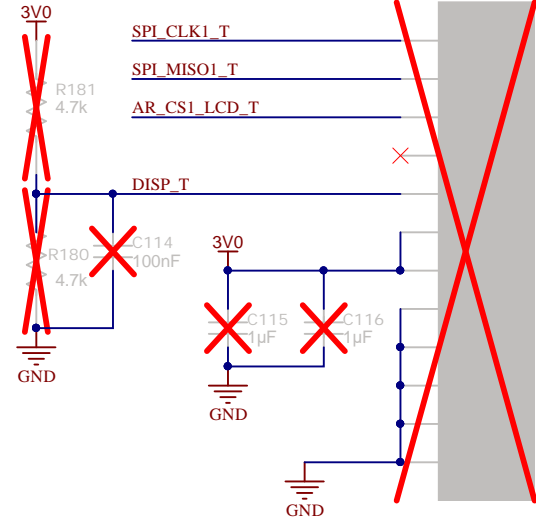 3V0
SPI_CLK1_T
SPI_MISO1_T
R181
4.7k
AR_CS1_LCD_T
DISP_T
R180
4.7k
C114
100nF
3V0
C115
1µF
C116
1µF
GND
GND
GND